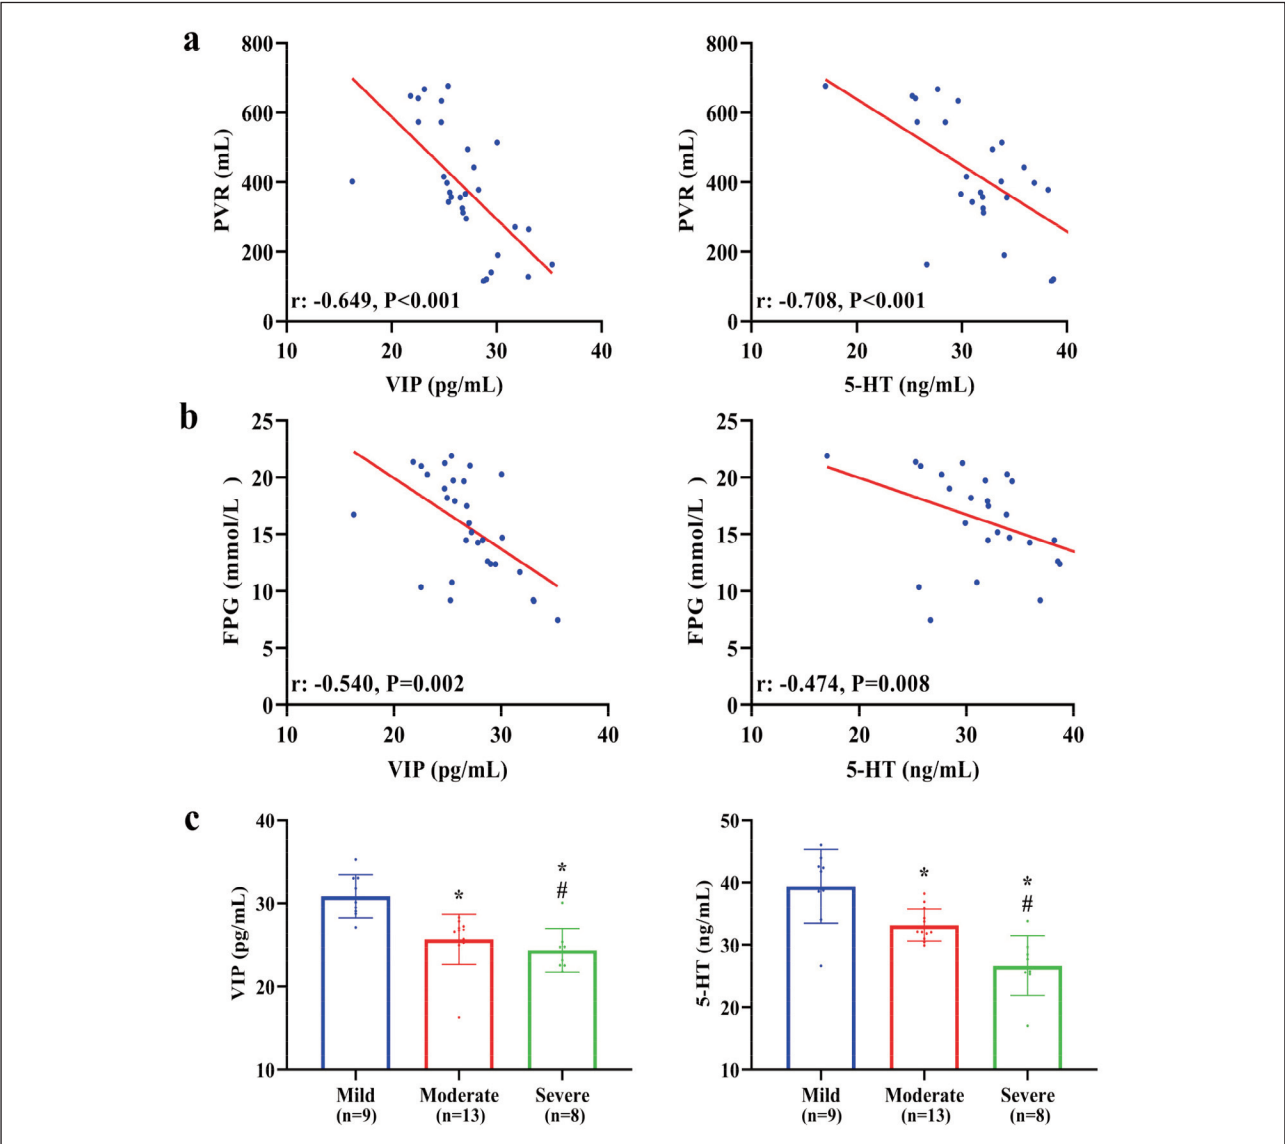 a
800
600
400
200
0
PVR (mL)
r: -0.649, P<0.001
10 20 30 40
VIP (pg/mL)
800
600
400
200
0
PVR (mL)
r: -0.708, P<0.001
10 20 30 40
5-HT (ng/mL)
b
25
20
15
10
5
0
FPG (mmol/L )
r: -0.540, P=0.002
10 20 30 40
VIP (pg/mL)
25
20
15
10
5
0
FPG (mmol/L )
r: -0.474, P=0.008
10 20 30 40
5-HT (ng/mL)
c
40
30
20
10
VIP (pg/mL)
*
*
#
Mild Moderate Severe
(n=9) (n=13) (n=8)
50
40
30
20
10
5-HT (ng/mL)
*
*
#
Mild Moderate Severe
(n=9) (n=13) (n=8)